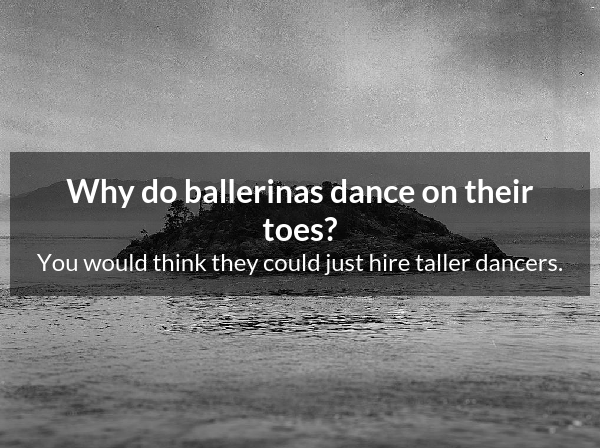 Why do ballerinas dance on their
toes?
You would think they could just hire taller dancers.